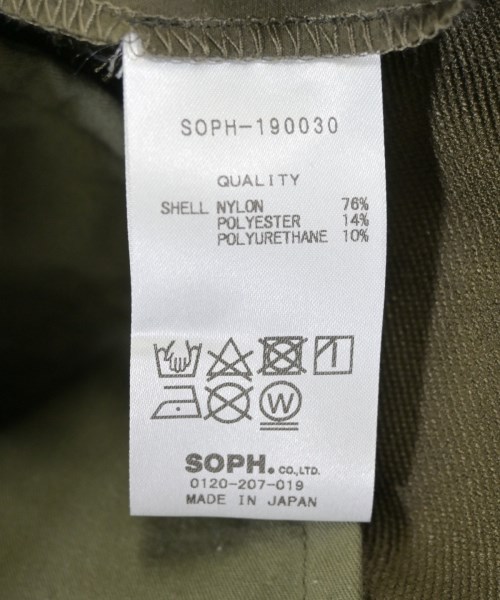 SOPH-190030
QUALITY
SHELL NYLON 76%
POLYESTER 14%
POLYURETHANE 10%
W
SOPH. CO.,LTD.
0120-207-019
MADE IN JAPAN